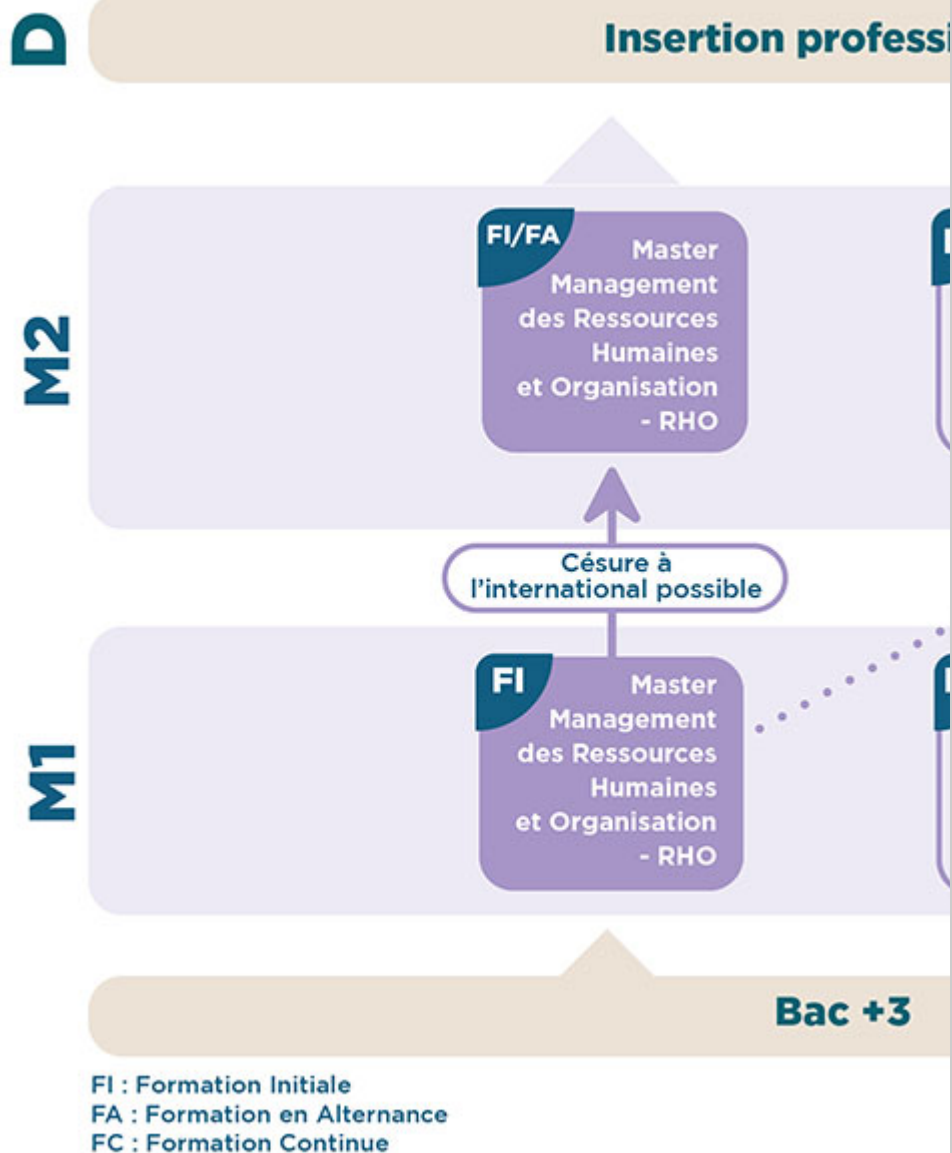 D
Insertion professi
M2
FI/FA
Master
Management
des Ressources
Humaines
et Organisation
- RHO
Césure à
l'international possible
M1
FI
Master
Management
des Ressources
Humaines
et Organisation
- RHO
Bac +3
FI : Formation Initiale
FA : Formation en Alternance
FC : Formation Continue